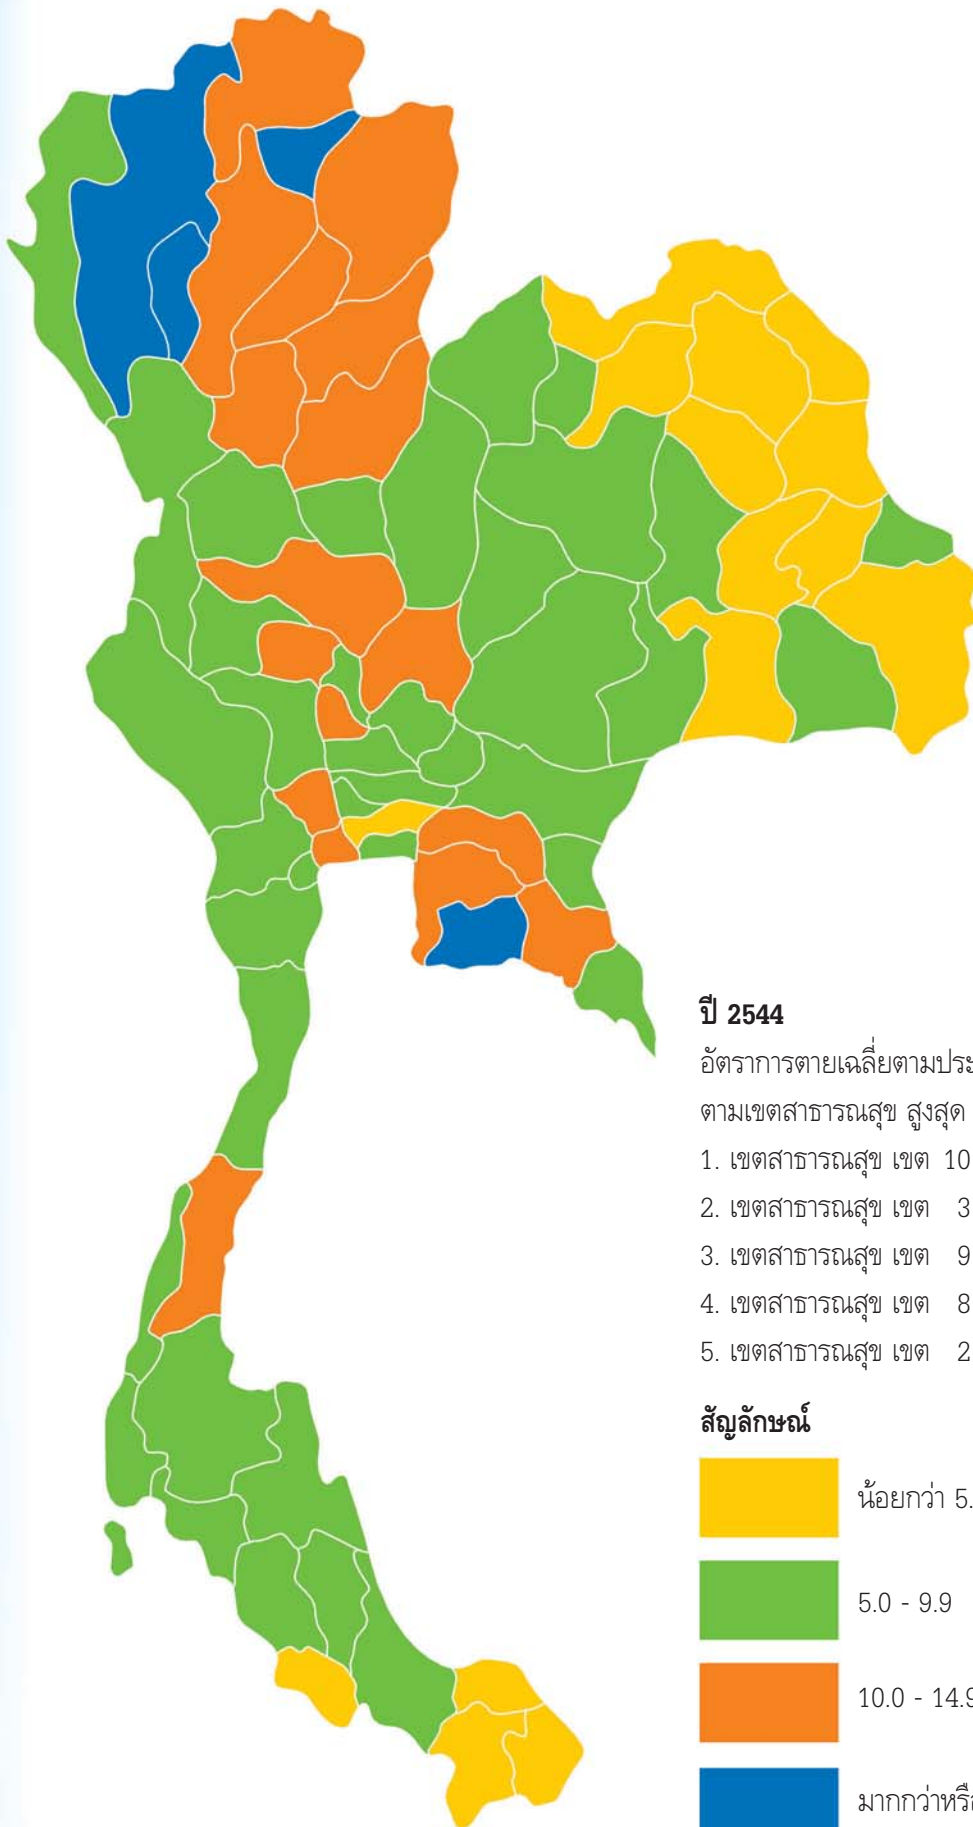 ปี 2544
อัตราการตายเฉลี่ยตามประ
ตามเขตสาธารณสุข สูงสุด
1. เขตสาธารณสุข เขต 10
2. เขตสาธารณสุข เขต 3
3. เขตสาธารณสุข เขต 9
4. เขตสาธารณสุข เขต 8
5. เขตสาธารณสุข เขต 2
สัญลักษณ์
น้อยกว่า 5.
5.0 - 9.9
10.0 - 14.9
มากกว่าหรือ